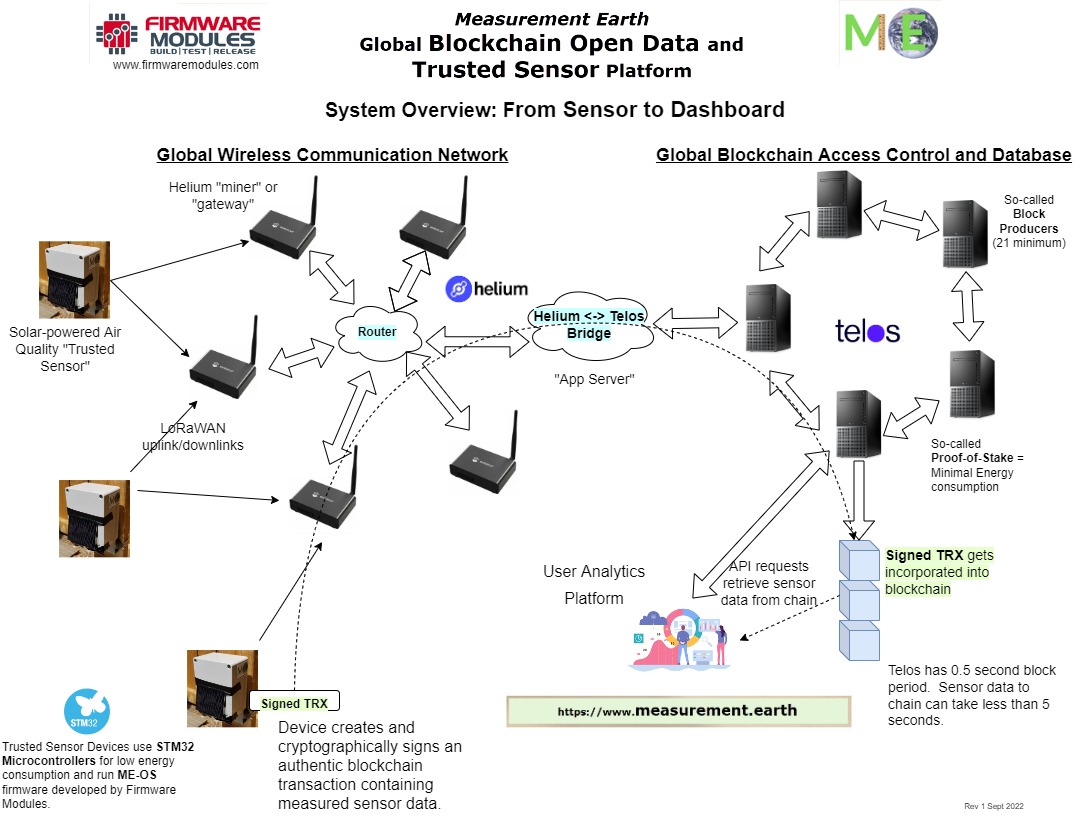 FIRMWARE
MODULES
BUILD | TEST | RELEASE
www.firmwaremodules.com
Measurement Earth
Global Blockchain Open Data and
Trusted Sensor Platform
ME
System Overview: From Sensor to Dashboard
Global Wireless Communication Network
Global Blockchain Access Control and Database
Helium "miner" or
"gateway"
So-called
Block
Producers
(21 minimum)
helium
Solar-powered Air
Quality "Trusted
Sensor"
Router
Helium <-> Telos
Bridge
telos
"App Server"
LoRaWAN
uplink/downlinks
So-called
Proof-of-Stake =
Minimal Energy
consumption
User Analytics
Platform
API requests
retrieve sensor
data from chain
Signed TRX gets
incorporated into
blockchain
Telos has 0.5 second block
period. Sensor data to
chain can take less than 5
seconds.
Signed TRX
https://www.measurement.earth
STM32
Device creates and
cryptographically signs an
authentic blockchain
transaction containing
measured sensor data.
Trusted Sensor Devices use STM32
Microcontrollers for low energy
consumption and run ME-OS
firmware developed by Firmware
Modules.
Rev 1 Sept 2022